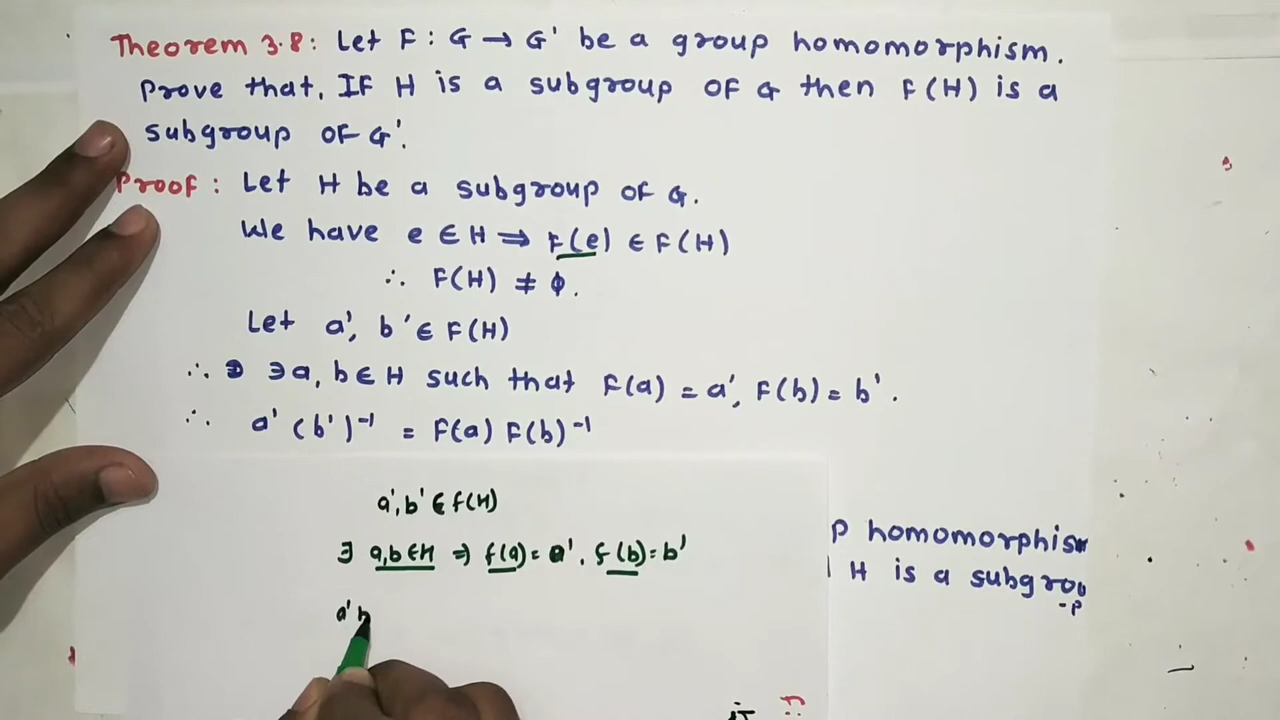 Theorem 3.8: Let F: G → G' be a group homomorphism.
Prove that, IF H is a subgroup OF G then F(H) is a
subgroup OF G'.
Proof: Let H be a subgroup OF G.
We have e ∈ H ⇒ F(e) ∈ F(H)
∴ F(H) ≠ ϕ.
Let a', b' ∈ F(H)
∴ ∃ a, b ∈ H such that F(a) = a', F(b) = b'.
∴ a' (b')⁻¹ = F(a) F(b)⁻¹
a', b' ∈ f(H)
∃ a, b ∈ H ⇒ f(a) = a', f(b) = b'
a' b
P homomorphism
H is a subgrou
-P